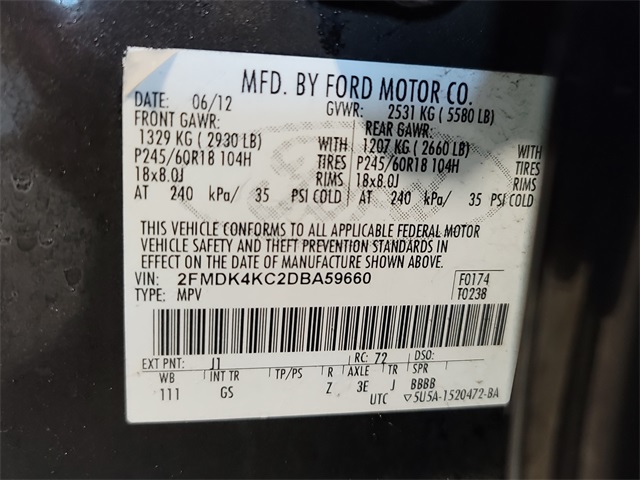 MFD. BY FORD MOTOR CO.
DATE: 06/12 GVWR: 2531 KG ( 5580 LB)
FRONT GAWR: REAR GAWR:
1329 KG ( 2930 LB) WITH 1207 KG ( 2660 LB) WITH
P245/60R18 104H TIRES P245/60R18 104H TIRES
18x8.0J RIMS 18x8.0J RIMS
AT 240 kPa/ 35 PSI COLD AT 240 kPa/ 35 PSI COLD
THIS VEHICLE CONFORMS TO ALL APPLICABLE FEDERAL MOTOR
VEHICLE SAFETY AND THEFT PREVENTION STANDARDS IN
EFFECT ON THE DATE OF MANUFACTURE SHOWN ABOVE.
VIN: 2FMDK4KC2DBA59660 F0174
TYPE: MPV T0238
EXT PNT: J1 RC: 72 DSO:
WB INT TR TP/PS R AXLE TR SPR
111 GS Z 3E J BBBB
UTC ▽5U5A-1520472-BA